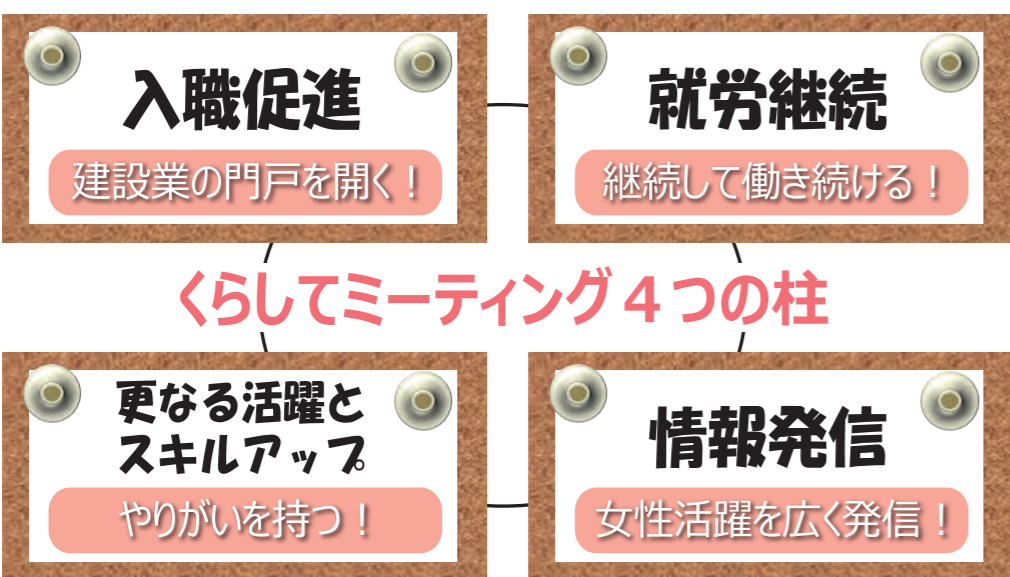 入職促進
建設業の門戸を開く！
就労継続
継続して働き続ける！
くらしてミーティング４つの柱
更なる活躍と
スキルアップ
やりがいを持つ！
情報発信
女性活躍を広く発信！